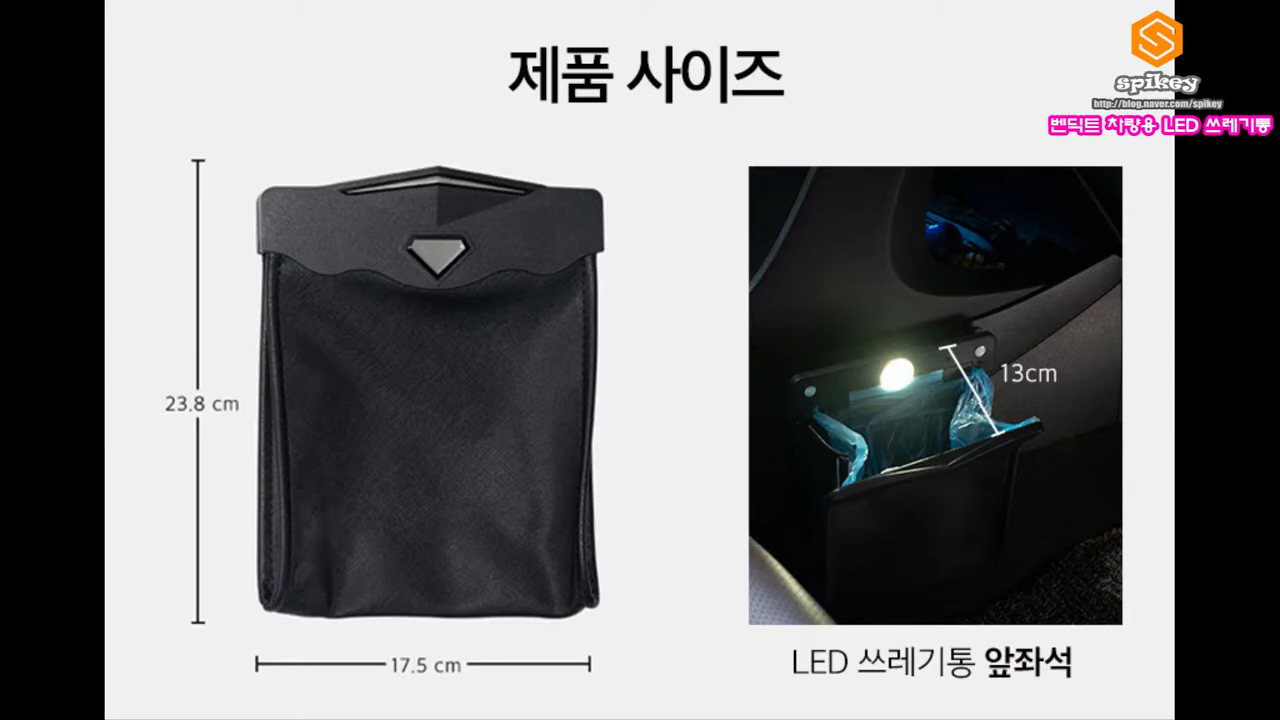 제품 사이즈
spikey
http://blog.naver.com/spikey
벤딕트 차량용 LED 쓰레기통
23.8 cm
13cm
17.5 cm
LED 쓰레기통 앞좌석